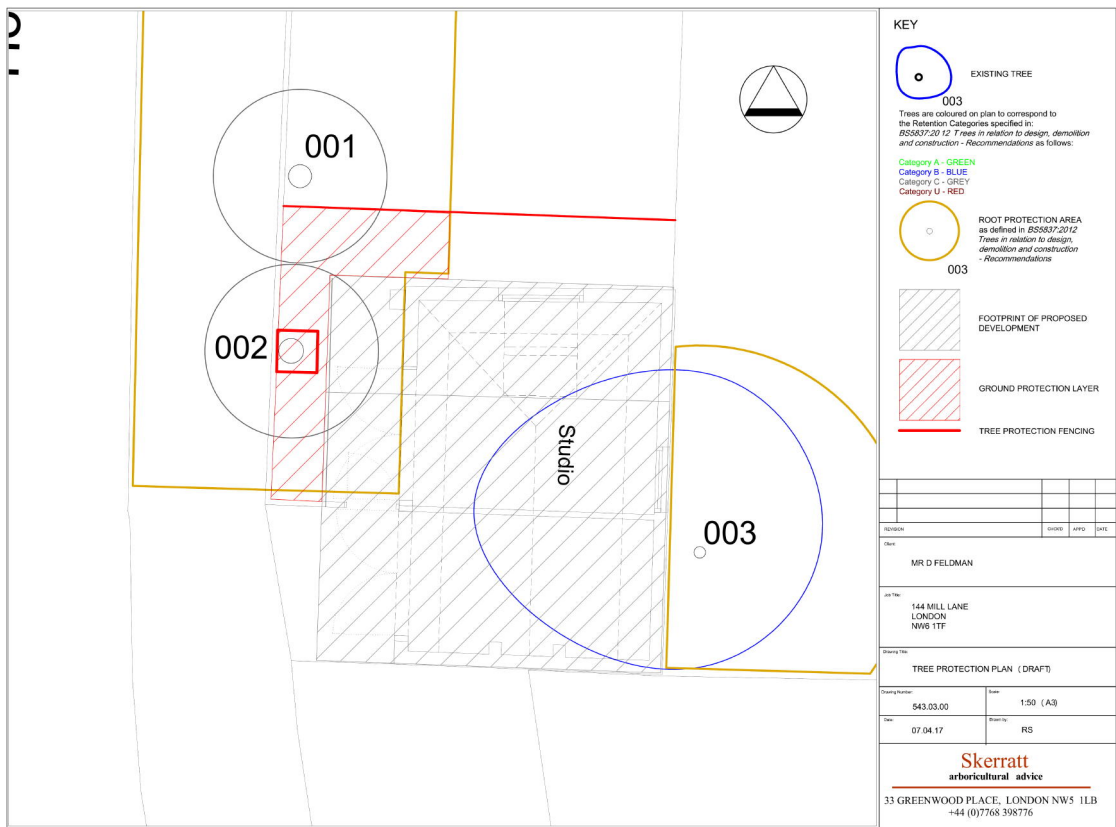 001
002
Studio
003
KEY
EXISTING TREE
003
Trees are coloured on plan to correspond to
the Retention Categories specified in:
BS5837:20 12 T rees in relation to design, demolition
and construction - Recommendations as follows:
Category A - GREEN
Category B - BLUE
Category C - GREY
Category U - RED
ROOT PROTECTION AREA
as defined in BS5837:2012
Trees in relation to design,
demolition and construction
- Recommendations
003
FOOTPRINT OF PROPOSED
DEVELOPMENT
GROUND PROTECTION LAYER
TREE PROTECTION FENCING
REVISION CHCK'D APP'D DATE
Client:
MR D FELDMAN
Job Title:
144 MILL LANE
LONDON
NW6 1TF
Drawing Title:
TREE PROTECTION PLAN ( DRAFT)
Drawing Number:
543.03.00
Scale:
1:50 ( A3)
Date:
07.04.17
Drawn by:
RS
Skerratt
arboricultural advice
33 GREENWOOD PLACE, LONDON NW5 1LB
+44 (0)7768 398776